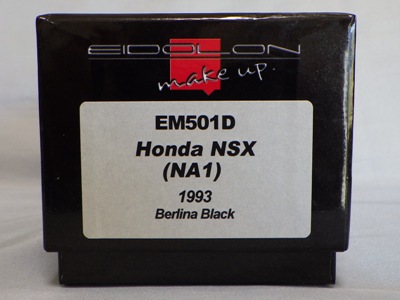 EIDOLON
make up.
EM501D
Honda NSX
(NA1)
1993
Berlina Black